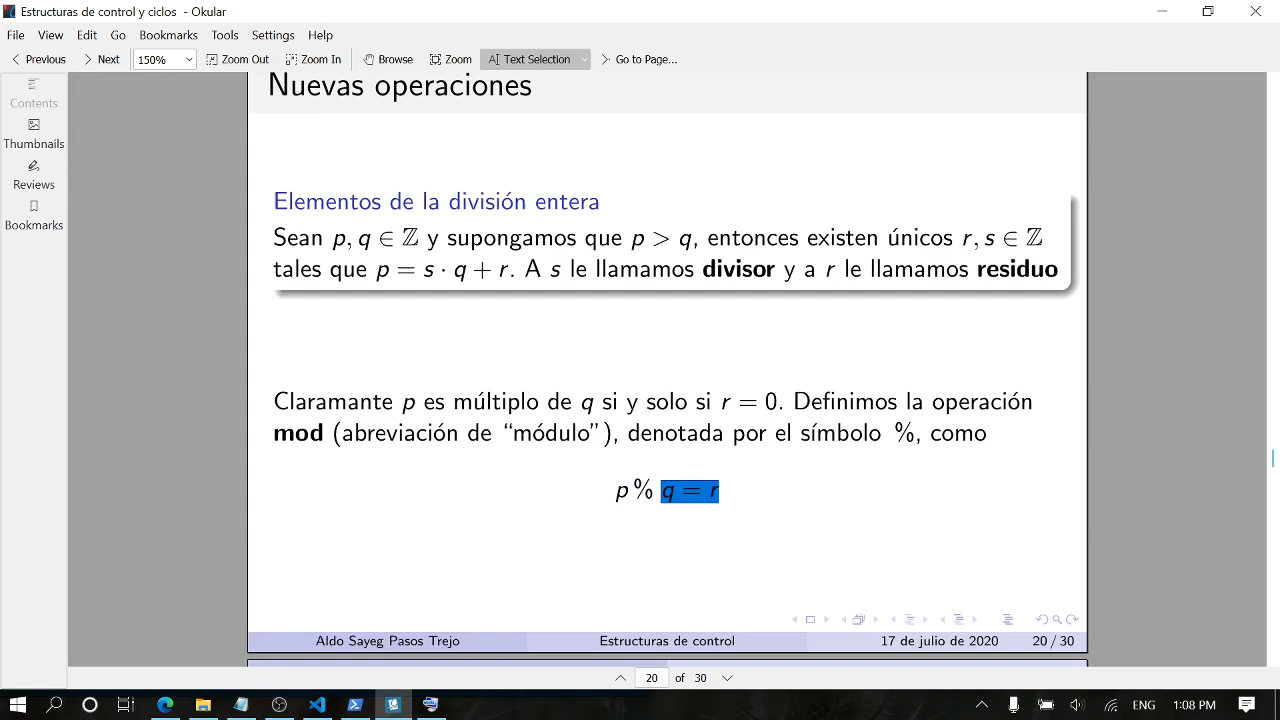 Estructuras de control y ciclos - Okular
File View Edit Go Bookmarks Tools Settings Help
Previous Next 150% Zoom Out Zoom In Browse Zoom Text Selection Go to Page...
Contents
Thumbnails
Reviews
Bookmarks
Nuevas operaciones
Elementos de la división entera
Sean p, q ∈ ℤ y supongamos que p > q, entonces existen únicos r, s ∈ ℤ
tales que p = s · q + r. A s le llamamos divisor y a r le llamamos residuo
Claramante p es múltiplo de q si y solo si r = 0. Definimos la operación
mod (abreviación de “módulo”), denotada por el símbolo %, como
p % q = r
Aldo Sayeg Pasos Trejo Estructuras de control 17 de julio de 2020 20 / 30
20 of 30
ENG 1:08 PM